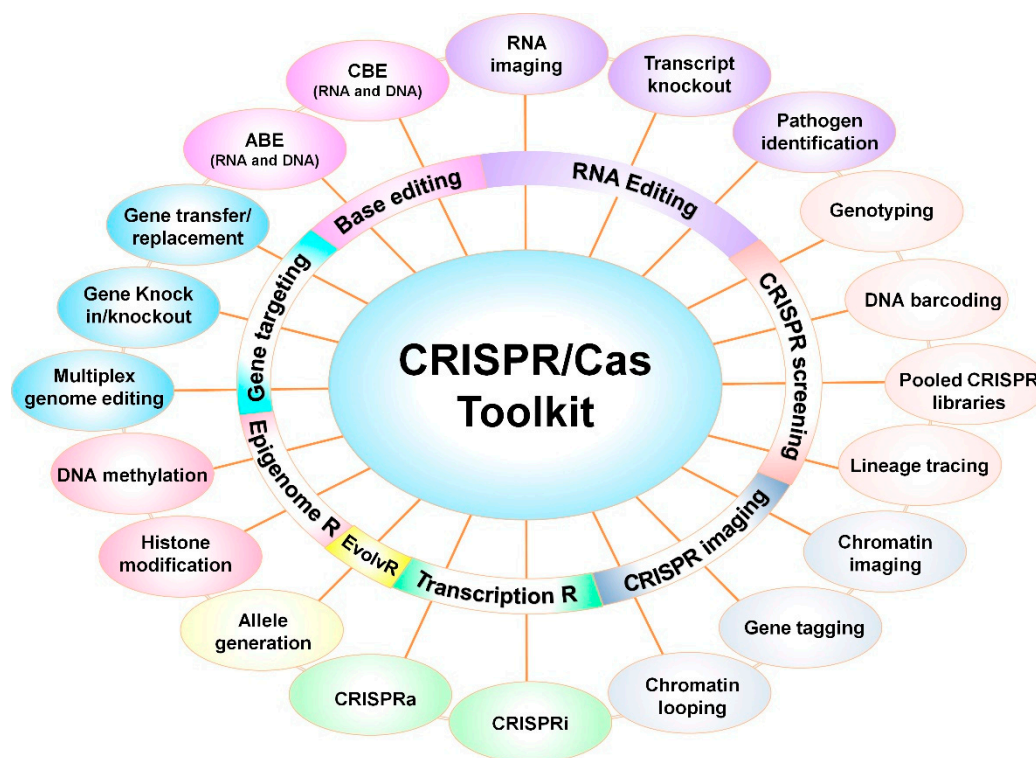 RNA
imaging
Transcript
knockout
Pathogen
identification
Genotyping
DNA barcoding
Pooled CRISPR
libraries
Lineage tracing
Chromatin
imaging
Gene tagging
Chromatin
looping
CRISPRi
CRISPRa
Allele
generation
Histone
modification
DNA methylation
Multiplex
genome editing
Gene Knock
in/knockout
Gene transfer/
replacement
ABE
(RNA and DNA)
CBE
(RNA and DNA)
RNA Editing
CRISPR screening
CRISPR imaging
Transcription R
EvolvR
Epigenome R
Gene targeting
Base editing
CRISPR/Cas
Toolkit